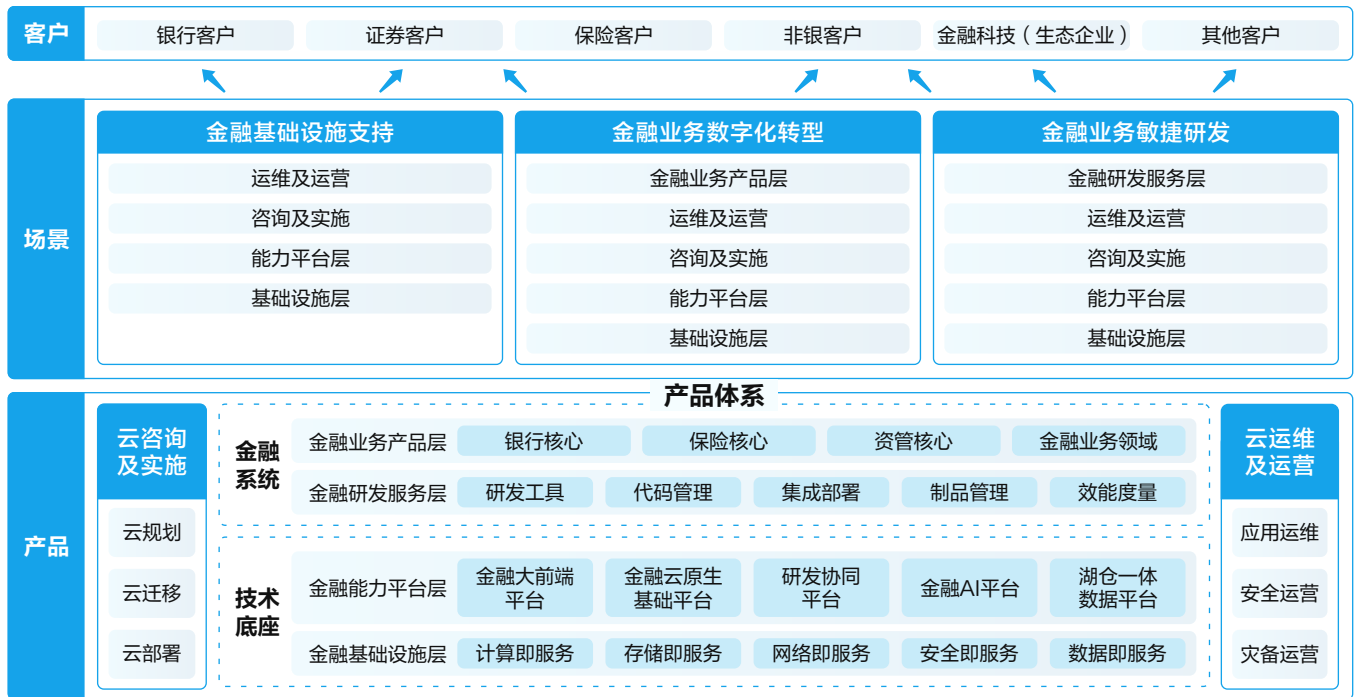 客户
银行客户
证券客户
保险客户
非银客户
金融科技（生态企业）
其他客户
场景
金融基础设施支持
运维及运营
咨询及实施
能力平台层
基础设施层
金融业务数字化转型
金融业务产品层
运维及运营
咨询及实施
能力平台层
基础设施层
金融业务敏捷研发
金融研发服务层
运维及运营
咨询及实施
能力平台层
基础设施层
产品
产品体系
云咨询
及实施
云规划
云迁移
云部署
金融
系统
金融业务产品层
银行核心
保险核心
资管核心
金融业务领域
金融研发服务层
研发工具
代码管理
集成部署
制品管理
效能度量
技术
底座
金融能力平台层
金融大前端
平台
金融云原生
基础平台
研发协同
平台
金融AI平台
湖仓一体
数据平台
金融基础设施层
计算即服务
存储即服务
网络即服务
安全即服务
数据即服务
云运维
及运营
应用运维
安全运营
灾备运营